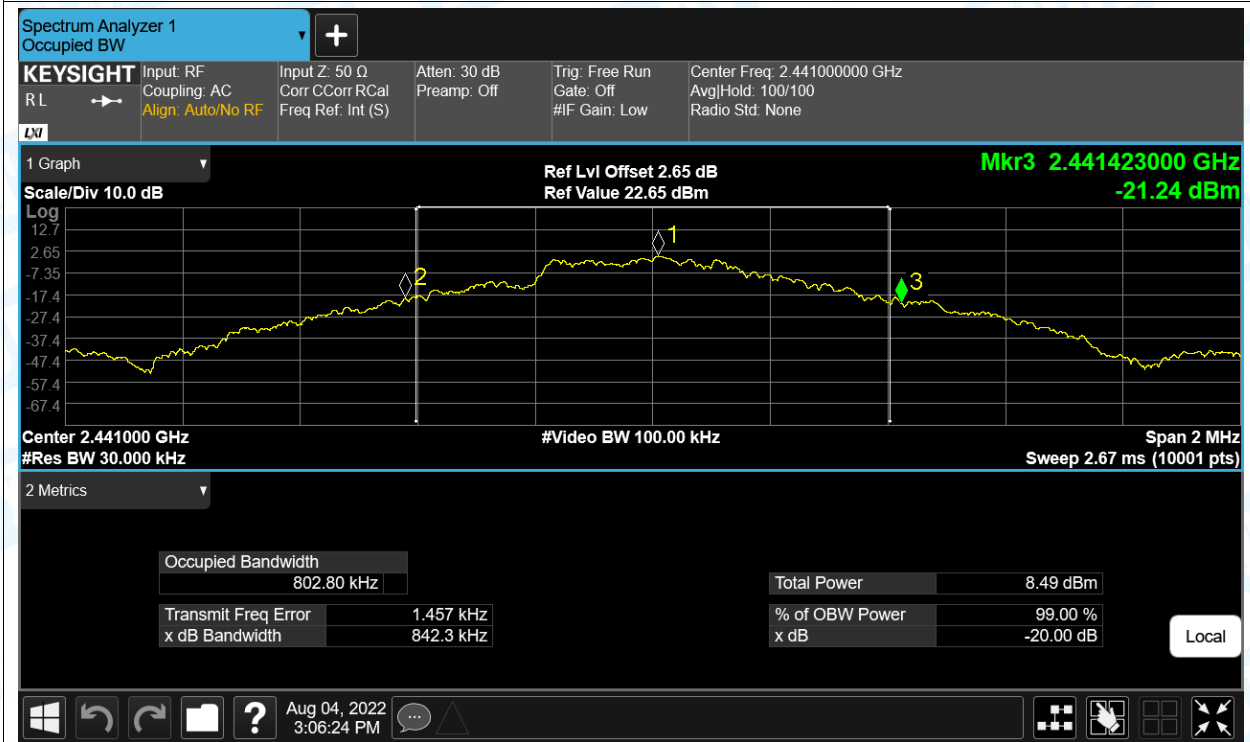 Spectrum Analyzer 1
Occupied BW
KEYSIGHT
R L
LXI
Input: RF
Coupling: AC
Align: Auto/No RF
Input Z: 50 Ω
Corr CCorr RCal
Freq Ref: Int (S)
Atten: 30 dB
Preamp: Off
Trig: Free Run
Gate: Off
#IF Gain: Low
Center Freq: 2.441000000 GHz
Avg|Hold: 100/100
Radio Std: None
1 Graph
Scale/Div 10.0 dB
Ref Lvl Offset 2.65 dB
Ref Value 22.65 dBm
Mkr3 2.441423000 GHz
-21.24 dBm
Log
12.7
2.65
-7.35
-17.4
-27.4
-37.4
-47.4
-57.4
-67.4
1
2
3
Center 2.441000 GHz
#Video BW 100.00 kHz
Span 2 MHz
#Res BW 30.000 kHz
Sweep 2.67 ms (10001 pts)
2 Metrics
Occupied Bandwidth
802.80 kHz
Transmit Freq Error 1.457 kHz
x dB Bandwidth 842.3 kHz
Total Power 8.49 dBm
% of OBW Power 99.00 %
x dB -20.00 dB
Local
?
Aug 04, 2022
3:06:24 PM